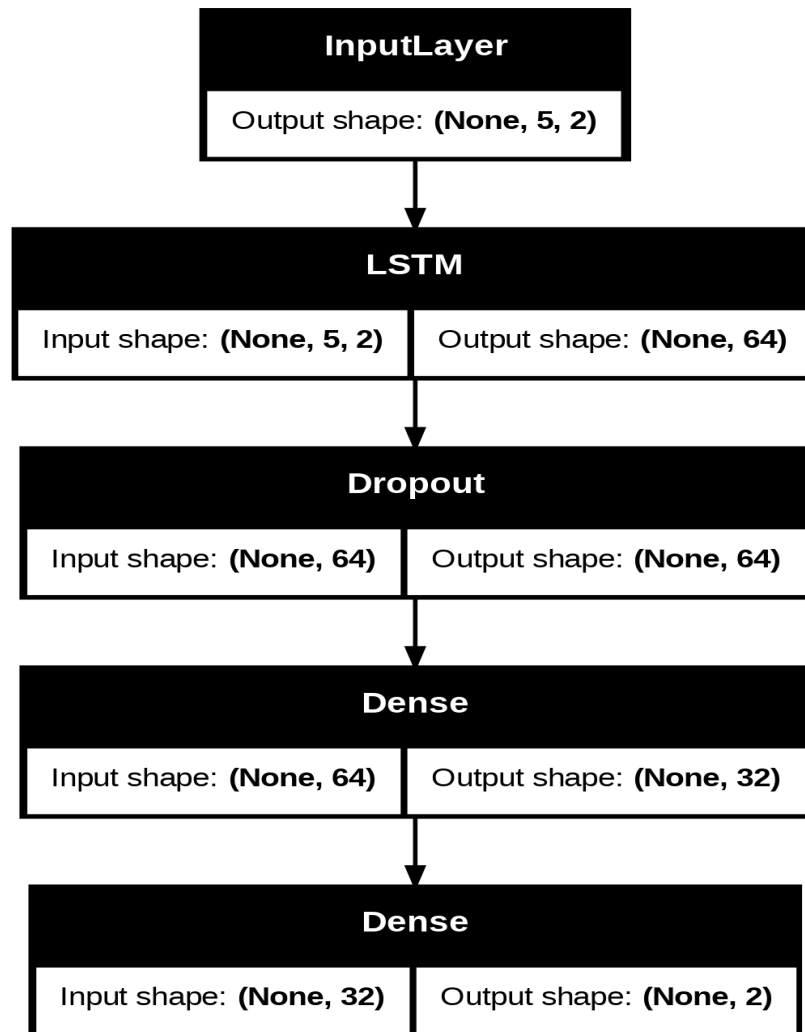 InputLayer
Output shape: (None, 5, 2)
LSTM
Input shape: (None, 5, 2) Output shape: (None, 64)
Dropout
Input shape: (None, 64) Output shape: (None, 64)
Dense
Input shape: (None, 64) Output shape: (None, 32)
Dense
Input shape: (None, 32) Output shape: (None, 2)